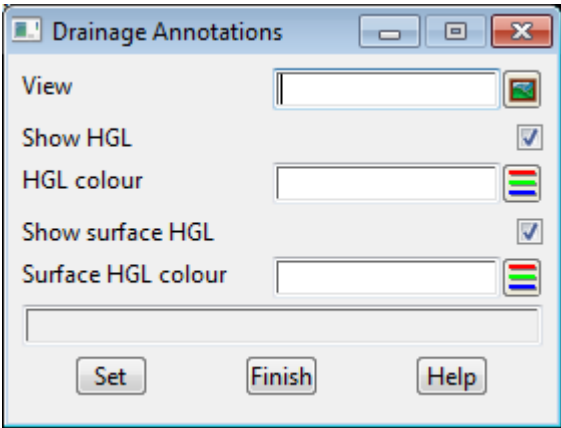 Drainage Annotations
View
Show HGL
HGL colour
Show surface HGL
Surface HGL colour
Set Finish Help